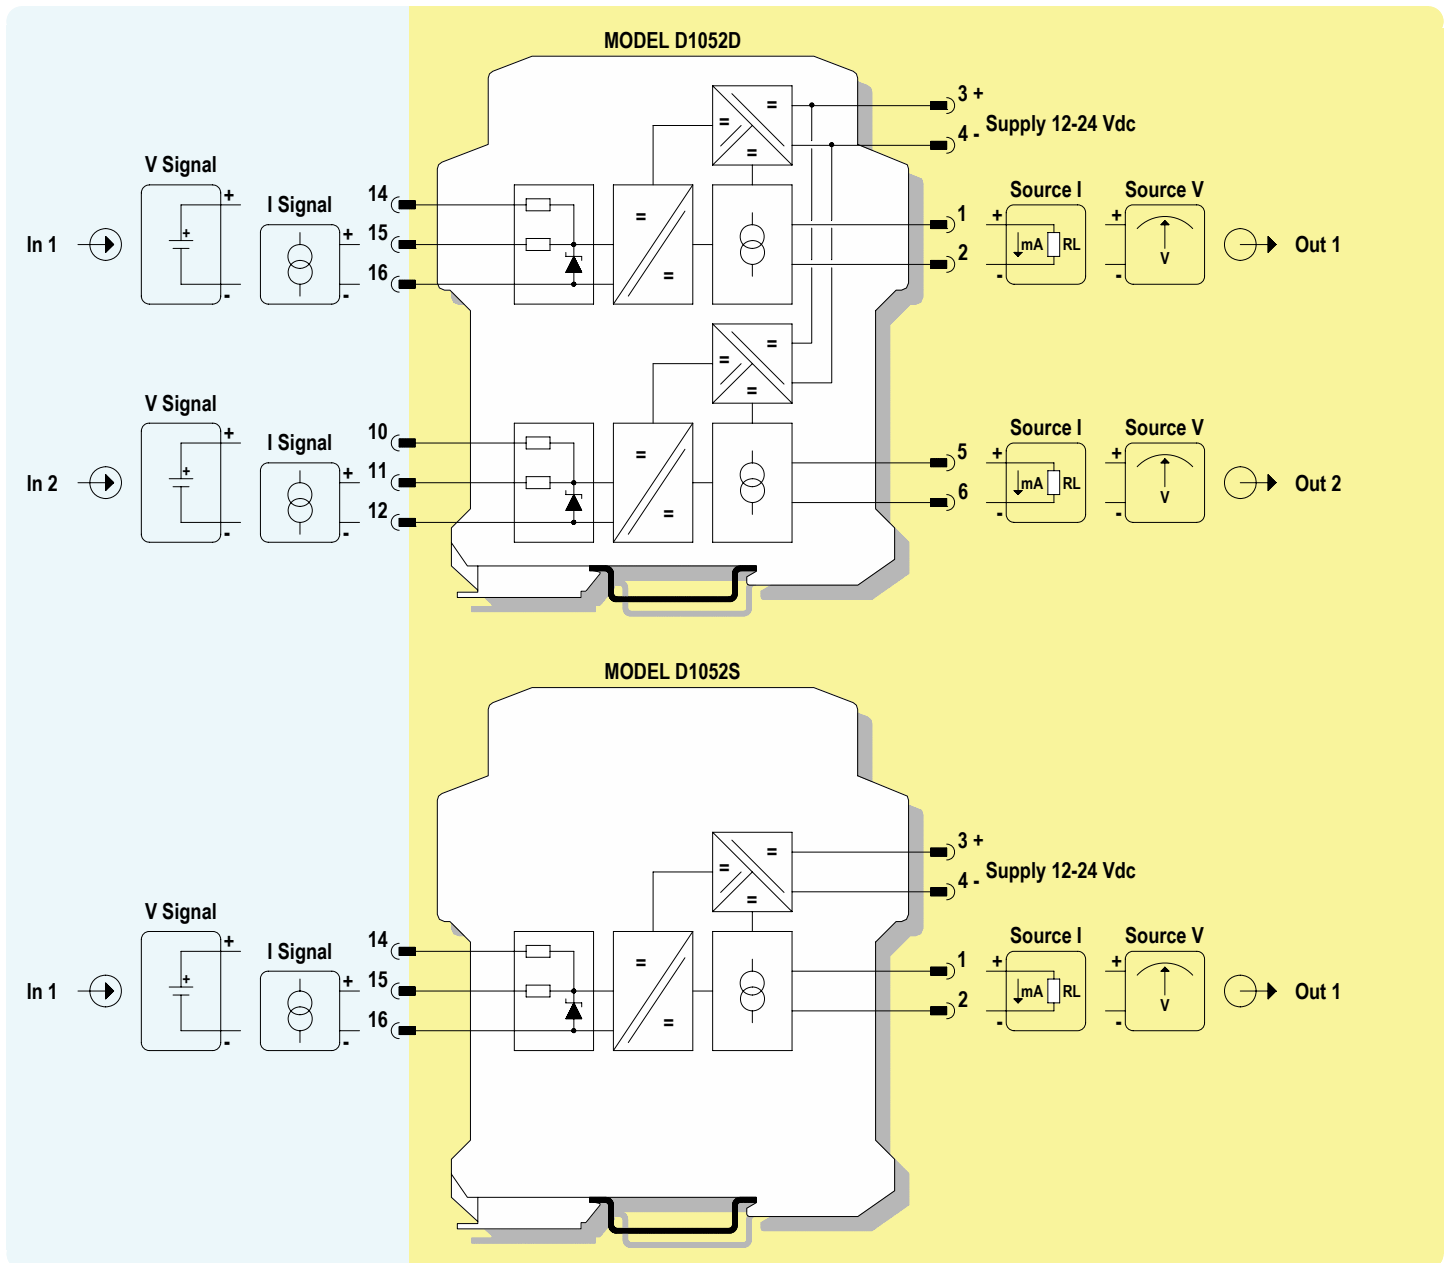 MODEL D1052D
3 +
Supply 12-24 Vdc
4 -
=
=
=
V Signal
+
+
-
I Signal
+
-
14
15
16
In 1
=
=
1
2
Source I
+
mA
RL
-
Source V
+
V
-
Out 1
=
=
=
V Signal
+
+
-
I Signal
+
-
10
11
12
In 2
=
=
5
6
Source I
+
mA
RL
-
Source V
+
V
-
Out 2
MODEL D1052S
3 +
Supply 12-24 Vdc
4 -
=
=
=
V Signal
+
+
-
I Signal
+
-
14
15
16
In 1
=
=
1
2
Source I
+
mA
RL
-
Source V
+
V
-
Out 1